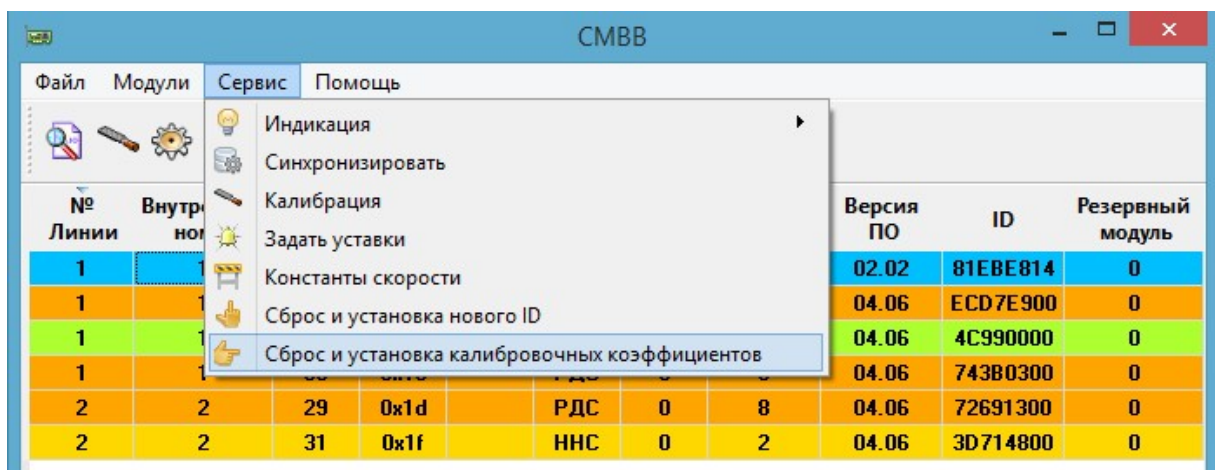 СМВВ
Файл Модули Сервис Помощь
Индикация
Синхронизировать
Калибрация
Задать уставки
Константы скорости
Сброс и установка нового ID
Сброс и установка калибровочных коэффициентов
№ Линии Версия ПО ID Резервный модуль
1 02.02 81EBE814 0
1 04.06 ECD7E900 0
1 04.06 4C990000 0
1 04.06 743B0300 0
2 2 29 0x1d РДС 0 8 04.06 72691300 0
2 2 31 0x1f ННС 0 2 04.06 3D714800 0